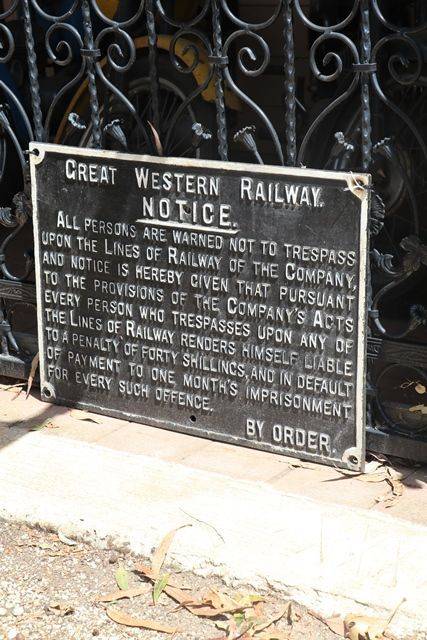 GREAT WESTERN RAILWAY.
NOTICE.
ALL PERSONS ARE WARNED NOT TO TRESPASS
UPON THE LINES OF RAILWAY OF THE COMPANY,
AND NOTICE IS HEREBY GIVEN THAT PURSUANT
TO THE PROVISIONS OF THE COMPANY'S ACTS
EVERY PERSON WHO TRESPASSES UPON ANY OF
THE LINES OF RAILWAY RENDERS HIMSELF LIABLE
TO A PENALTY OF FORTY SHILLINGS, AND IN DEFAULT
OF PAYMENT TO ONE MONTH'S IMPRISONMENT
FOR EVERY SUCH OFFENCE.
BY ORDER.